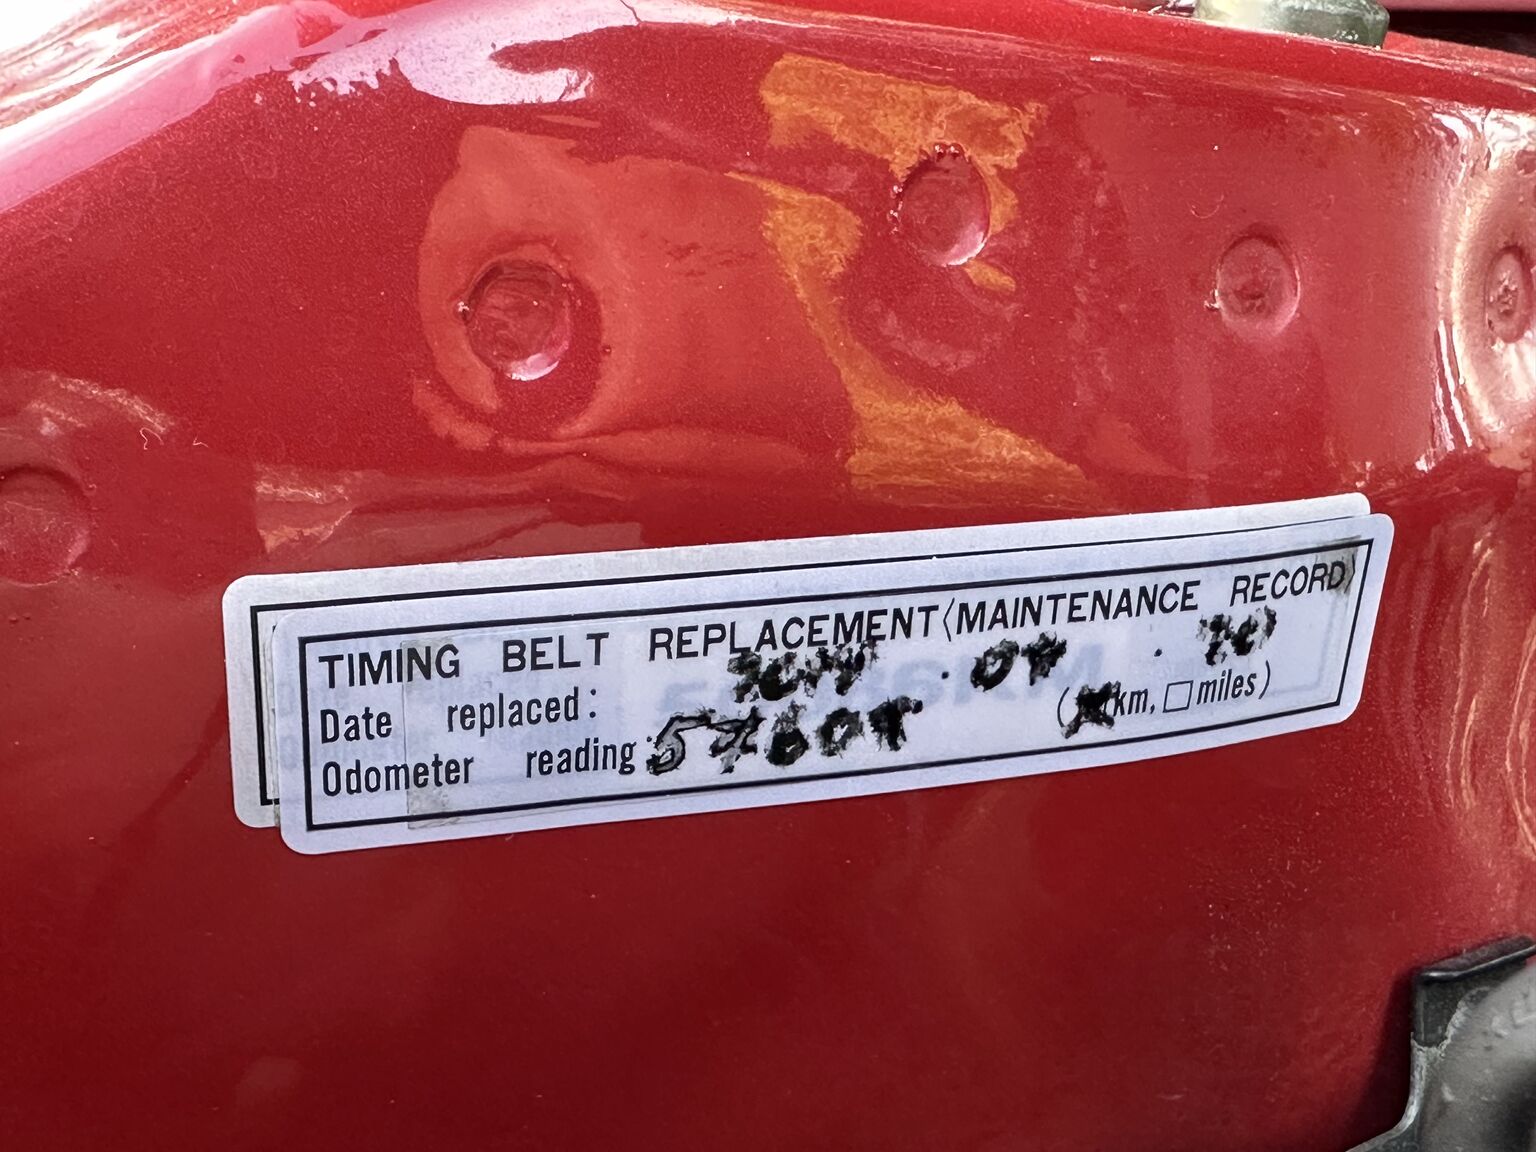 TIMING BELT REPLACEMENT (MAINTENANCE RECORD)
Date replaced:
Odometer reading: (km, □miles)